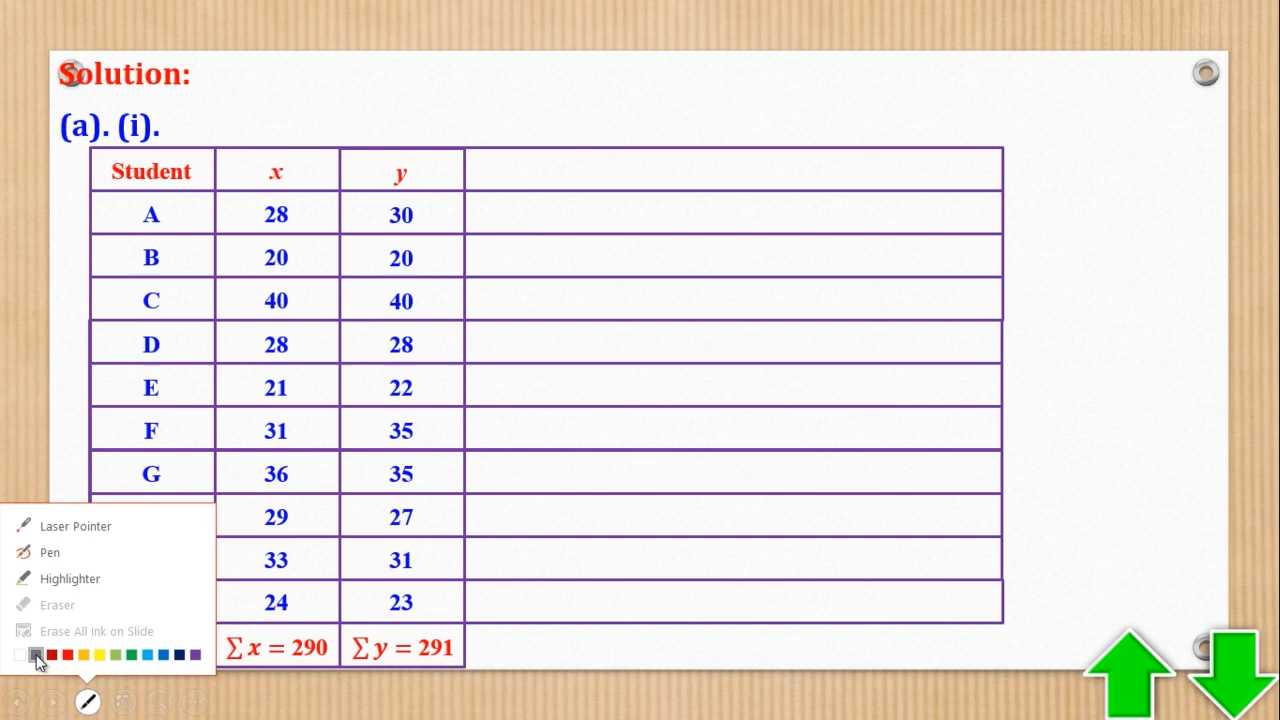 Solution:
(a). (i).
Student x y
A 28 30
B 20 20
C 40 40
D 28 28
E 21 22
F 31 35
G 36 35
29 27
33 31
24 23
∑x = 290 ∑y = 291
Laser Pointer
Pen
Highlighter
Eraser
Erase All Ink on Slide